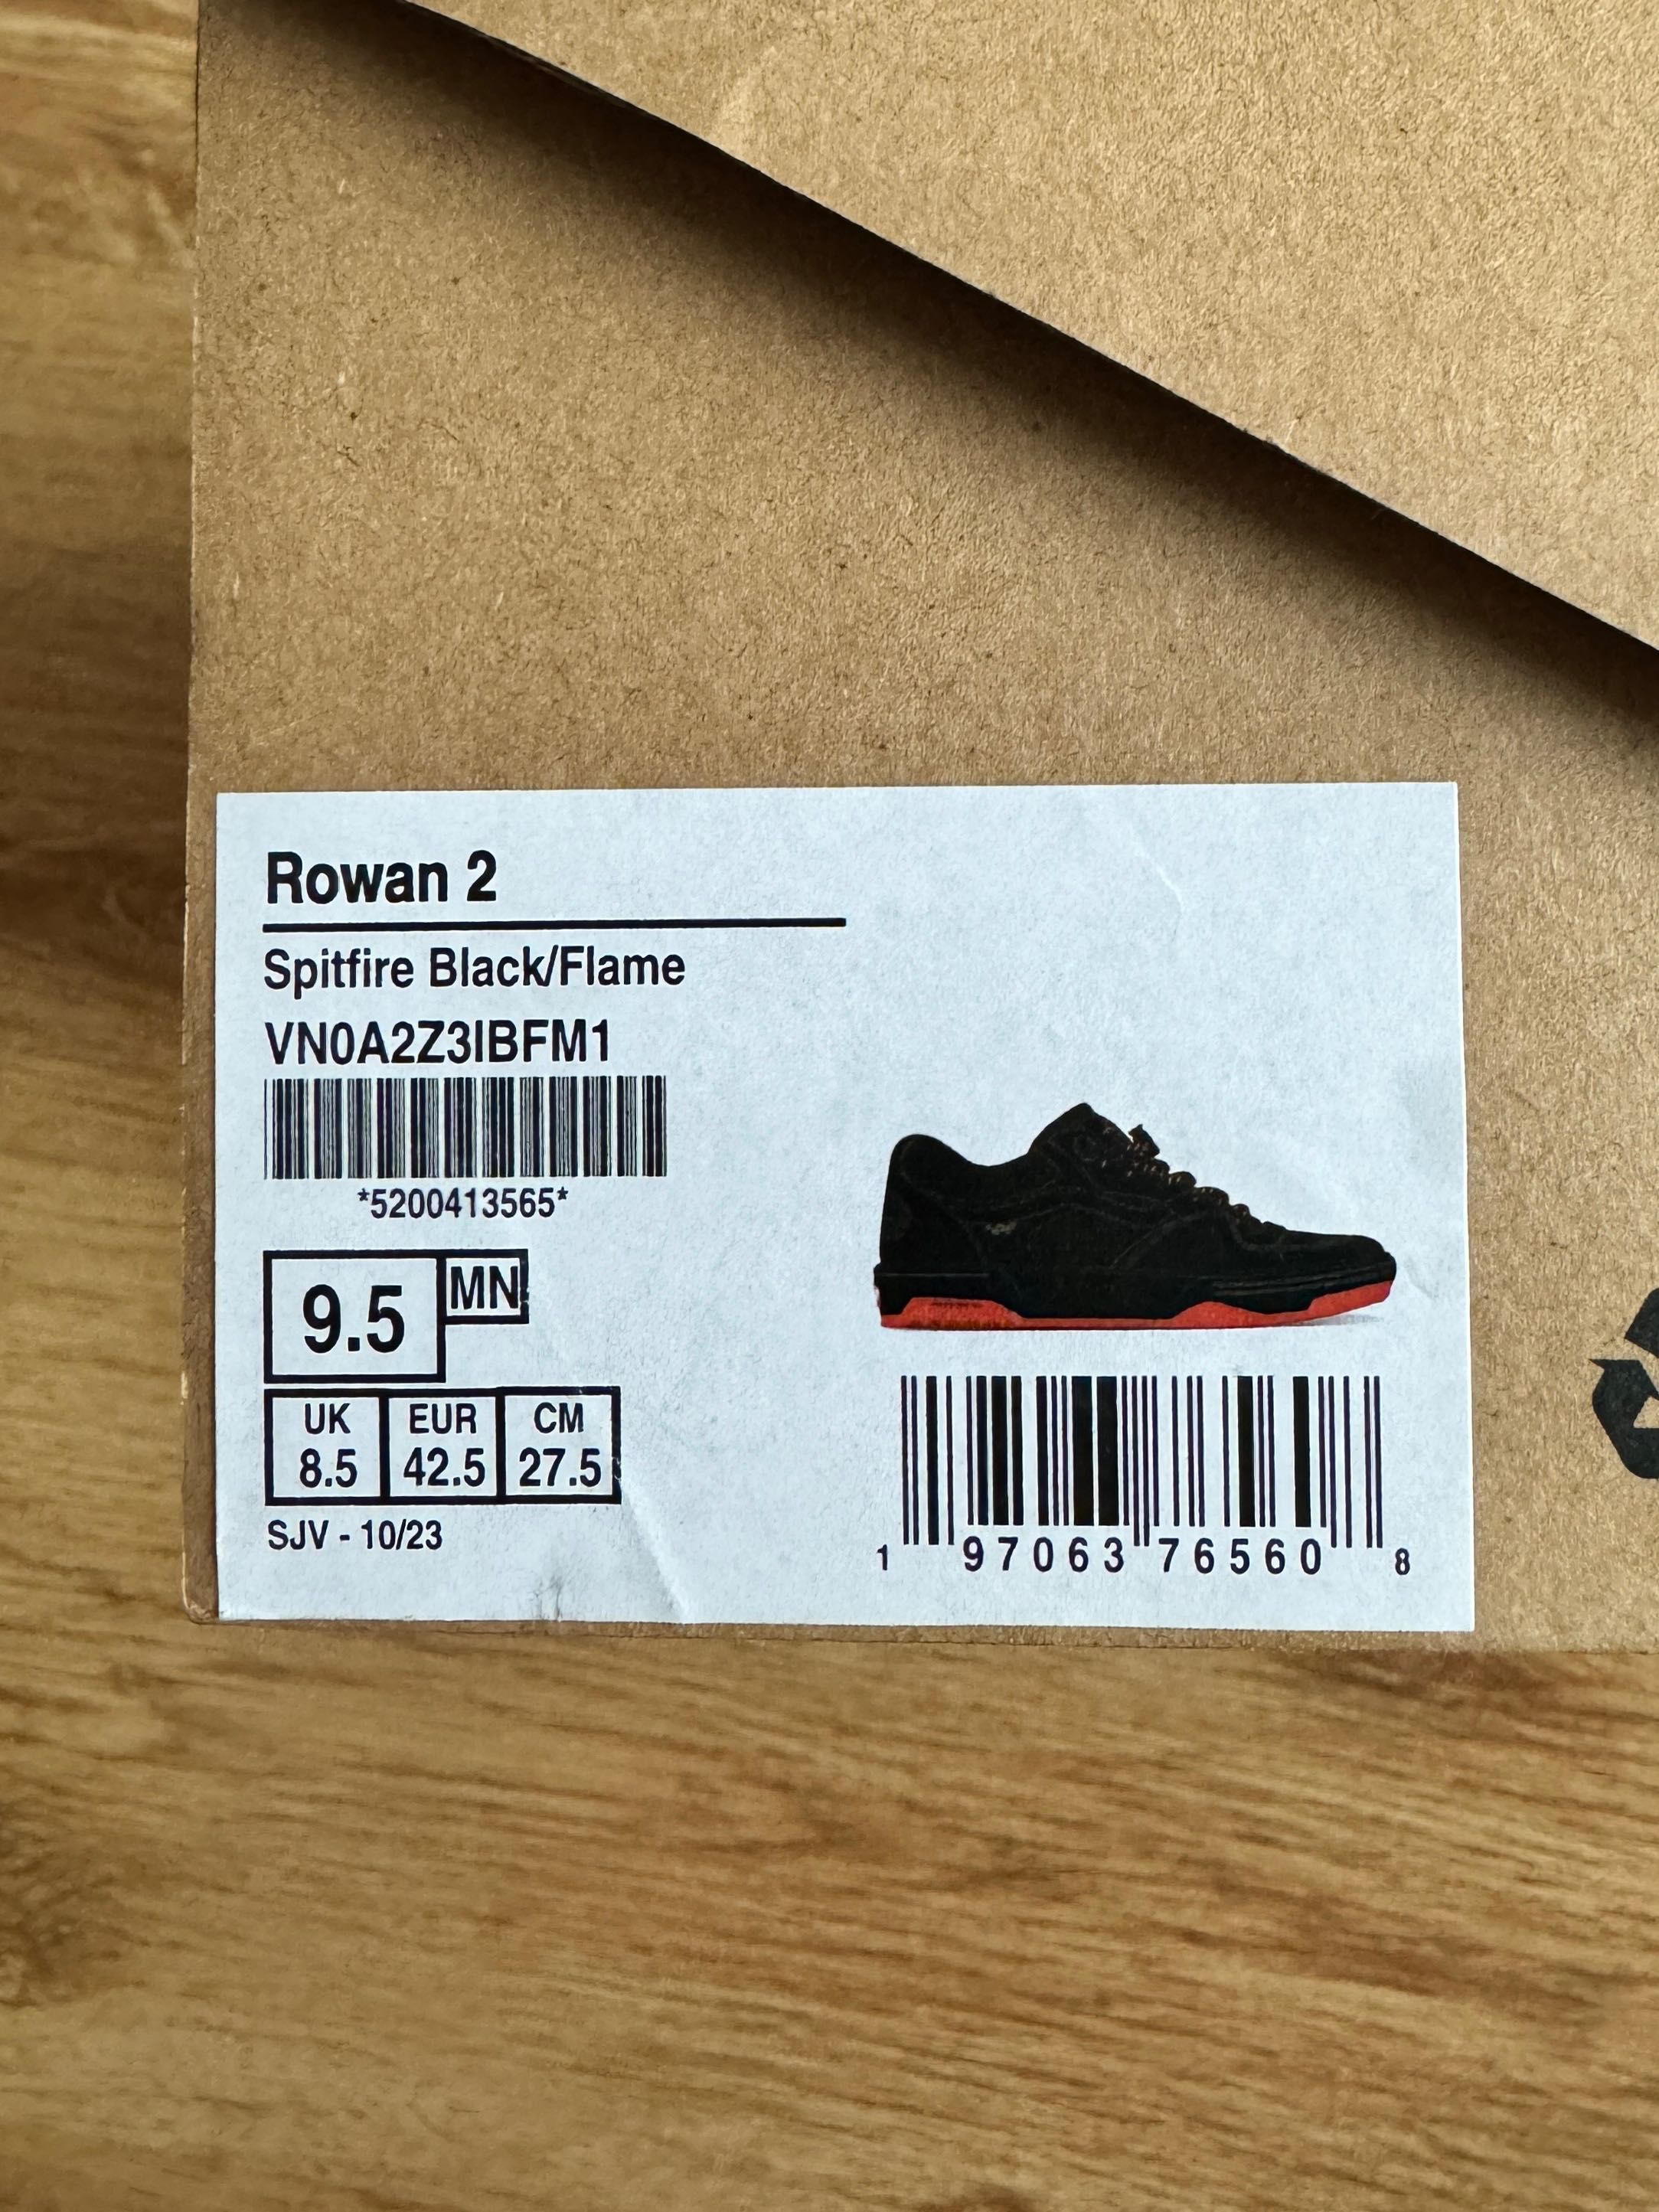 Rowan 2
Spitfire Black/Flame
VN0A2Z3IBFM1
*5200413565*
9.5 MN
UK EUR CM
8.5 42.5 27.5
SJV - 10/23
1 97063 76560 8